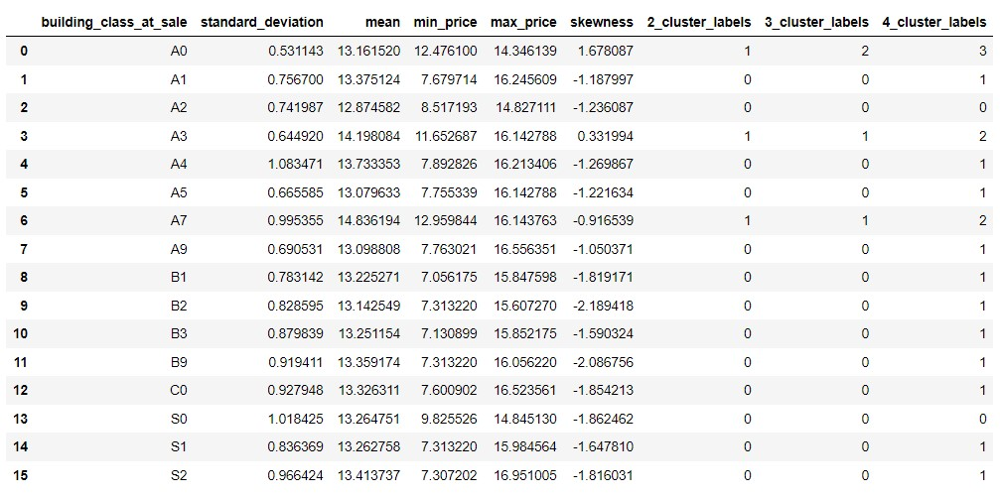 building_class_at_sale standard_deviation mean min_price max_price skewness 2_cluster_labels 3_cluster_labels 4_cluster_labels
0 A0 0.531143 13.161520 12.476100 14.346139 1.678087 1 2 3
1 A1 0.756700 13.375124 7.679714 16.245609 -1.187997 0 0 1
2 A2 0.741987 12.874582 8.517193 14.827111 -1.236087 0 0 0
3 A3 0.644920 14.198084 11.652687 16.142788 0.331994 1 1 2
4 A4 1.083471 13.733353 7.892826 16.213406 -1.269867 0 0 1
5 A5 0.665585 13.079633 7.755339 16.142788 -1.221634 0 0 1
6 A7 0.995355 14.836194 12.959844 16.143763 -0.916539 1 1 2
7 A9 0.690531 13.098808 7.763021 16.556351 -1.050371 0 0 1
8 B1 0.783142 13.225271 7.056175 15.847598 -1.819171 0 0 1
9 B2 0.828595 13.142549 7.313220 15.607270 -2.189418 0 0 1
10 B3 0.879839 13.251154 7.130899 15.852175 -1.590324 0 0 1
11 B9 0.919411 13.359174 7.313220 16.056220 -2.086756 0 0 1
12 C0 0.927948 13.326311 7.600902 16.523561 -1.854213 0 0 1
13 S0 1.018425 13.264751 9.825526 14.845130 -1.862462 0 0 0
14 S1 0.836369 13.262758 7.313220 15.984564 -1.647810 0 0 1
15 S2 0.966424 13.413737 7.307202 16.951005 -1.816031 0 0 1